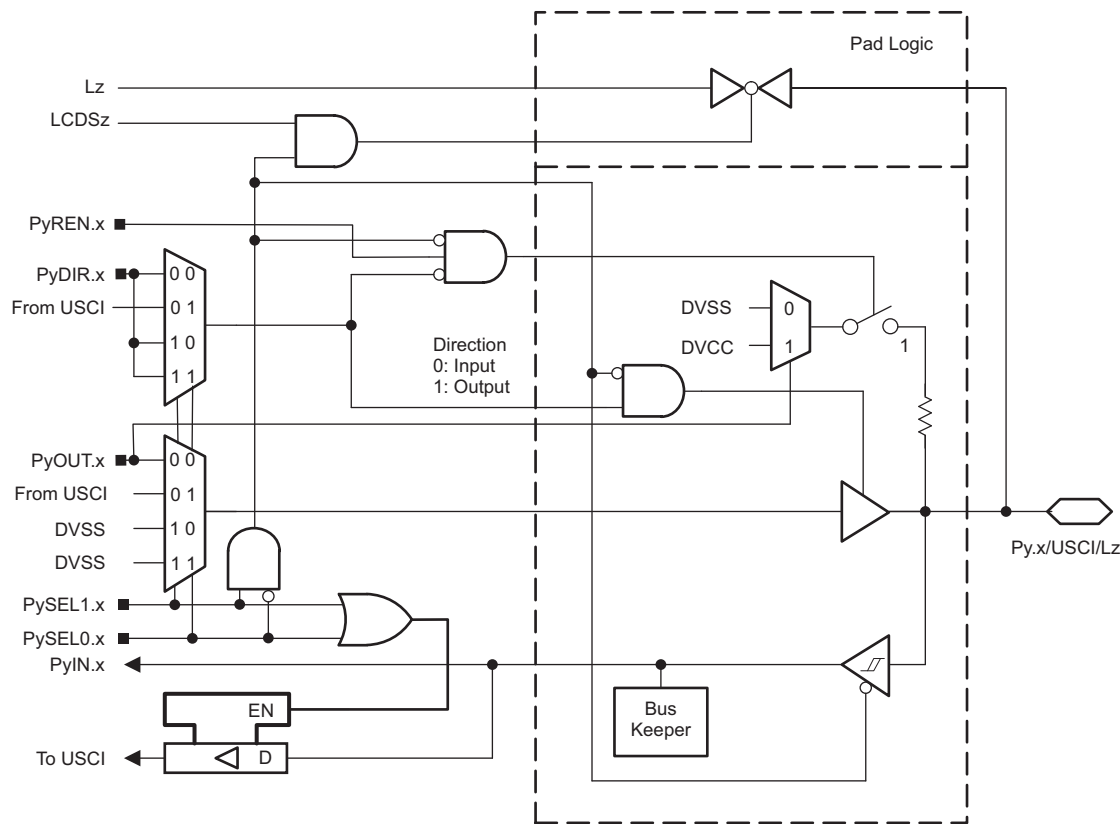 Pad Logic
Lz
LCDSz
PyREN.x
PyDIR.x
0 0
From USCI
0 1
1 0
1 1
Direction
0: Input
1: Output
DVSS
0
DVCC
1
1
PyOUT.x
0 0
From USCI
0 1
DVSS
1 0
DVSS
1 1
Py.x/USCI/Lz
PySEL1.x
PySEL0.x
PyIN.x
EN
Bus
Keeper
To USCI
D